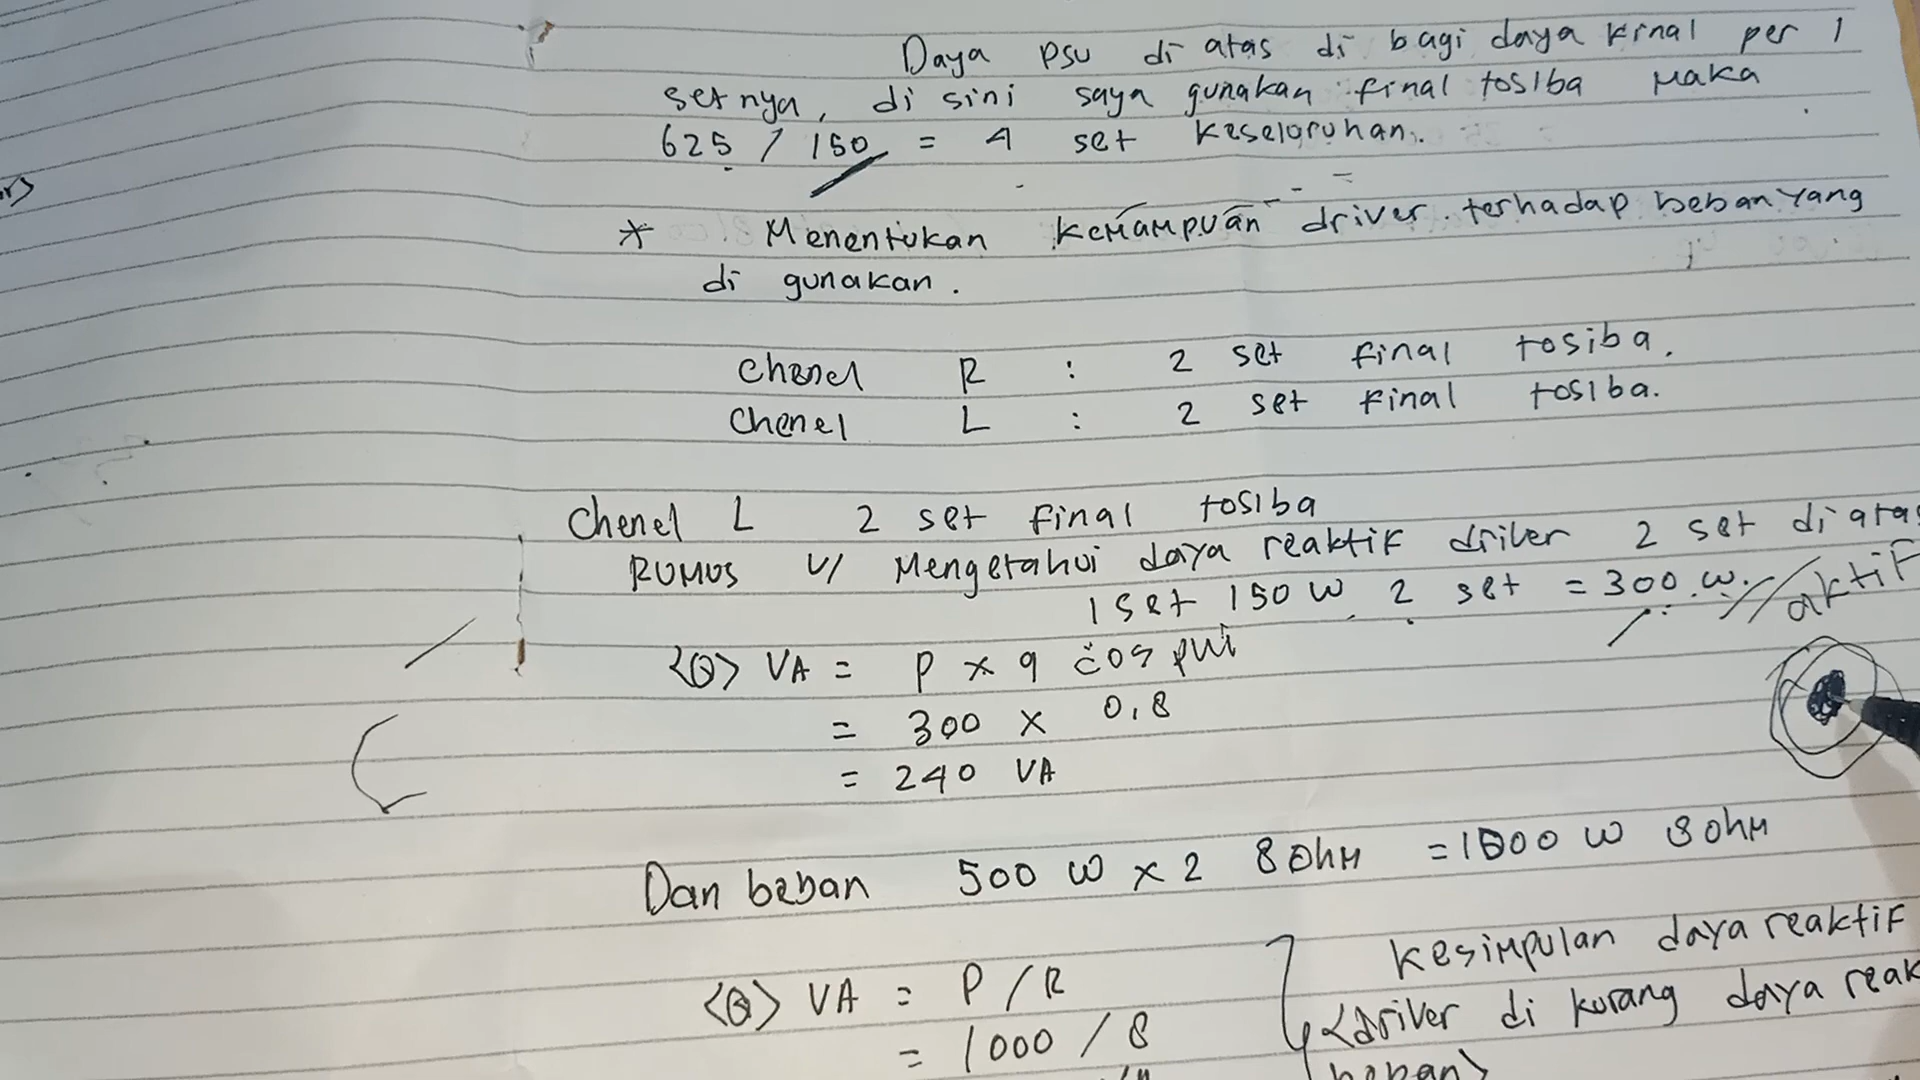 Daya psu di atas di bagi daya final per 1
setnya, di sini saya gunakan final tosiba maka
625 / 150 = 4 set keseloruhan.
* Menentukan kemampuan driver terhadap beban yang
di gunakan.
Chenel R : 2 set final tosiba.
Chenel L : 2 set final tosiba.
Chenel L 2 set final tosiba
RUMUS U/ Mengetahui daya reaktif driver 2 set di atas
1 set 150 W 2 set = 300 W. aktif
<Q> VA = P x 9 cos phi
= 300 x 0,8
= 240 VA
Dan beban 500 W x 2 8 ohm = 1000 W 8 ohm
<Q> VA = P / R
= 1000 / 8
kesimpulan daya reaktif
<driver di kurang daya reak
beban>